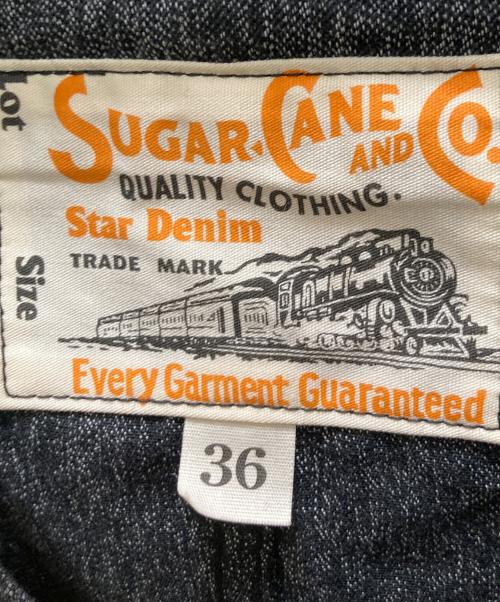 Lot
SUGAR CANE
AND CO.
QUALITY CLOTHING.
Star Denim
TRADE MARK
Size
Every Garment Guaranteed
36